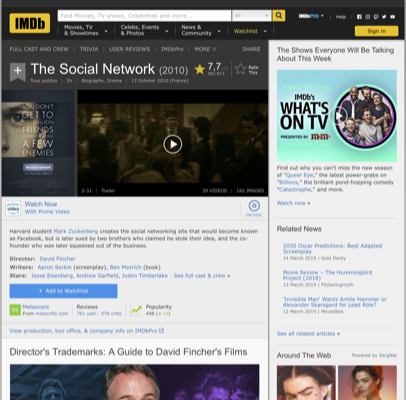 IMDb
Find Movies, TV shows, Celebrities and more...
All
IMDbPro
Help
Movies, TV
& Showtimes
Celebs, Events
& Photos
News &
Community
Watchlist
Sign in
FULL CAST AND CREW | TRIVIA | USER REVIEWS | IMDbPro | MORE
SHARE
The Social Network (2010)
7,7
Rate
This
Tous publics | 2h | Biography, Drama | 13 October 2010 (France)
YOU DON'T
GET TO
MILLION
FRIENDS
MAKING
A FEW
ENEMIES
2:31 | Trailer
39 VIDEOS | 182 IMAGES
prime
video
Watch Now
With Prime Video
ON DISC
Harvard student Mark Zuckerberg creates the social networking site that would become known
as Facebook, but is later sued by two brothers who claimed he stole their idea, and the co-
founder who was later squeezed out of the business.
Director: David Fincher
Writers: Aaron Sorkin (screenplay), Ben Mezrich (book)
Stars: Jesse Eisenberg, Andrew Garfield, Justin Timberlake | See full cast & crew »
+ Add to Watchlist
95
Metascore
From metacritic.com
Reviews
761 user | 576 critic
Popularity
View production, box office, & company info on IMDbPro
Director's Trademarks: A Guide to David Fincher's Films
The Shows Everyone Will Be Talking
About This Week
IMDb's
WHAT'S
ON TV
PRESENTED BY m&m's
Find out why you can't miss the new season
of "Queer Eye," the latest power-grabs on
"Billions," the brilliant pond-hopping comedy
"Catastrophe," and more.
Watch now »
Related News
2020 Oscar Predictions: Best Adapted
Screenplay
14 March 2019 | Gold Derby
Movie Review – The Hummingbird
Project (2018)
13 March 2019 | Flickeringmyth
'Invisible Man' Wants Armie Hammer or
Alexander Skarsgard for Lead Role?
12 March 2019 | MovieWeb
See all related articles »
Around The Web
Powered by ZergNet